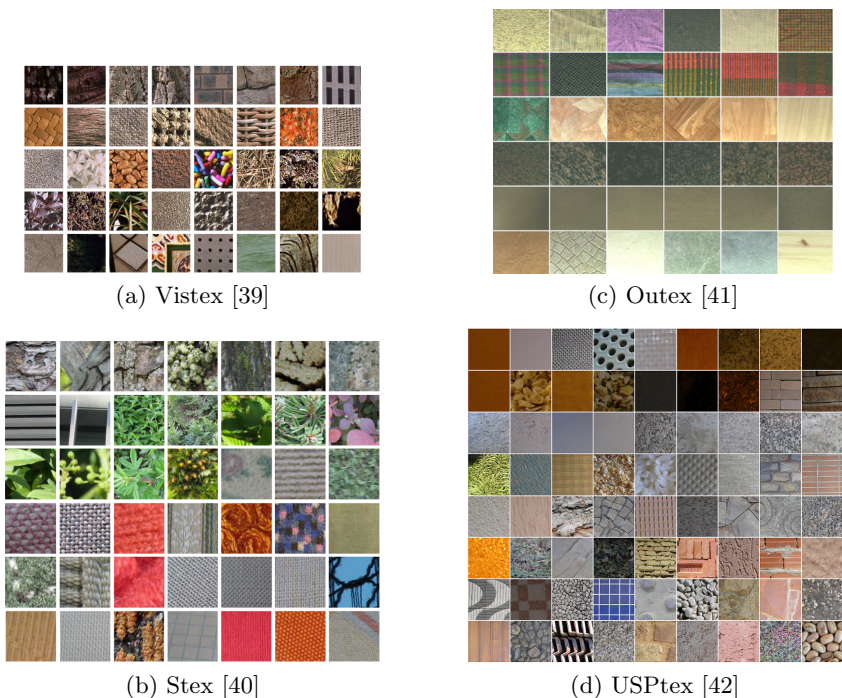 (a) Vistex [39]
(c) Outex [41]
(b) Stex [40]
(d) USPtex [42]